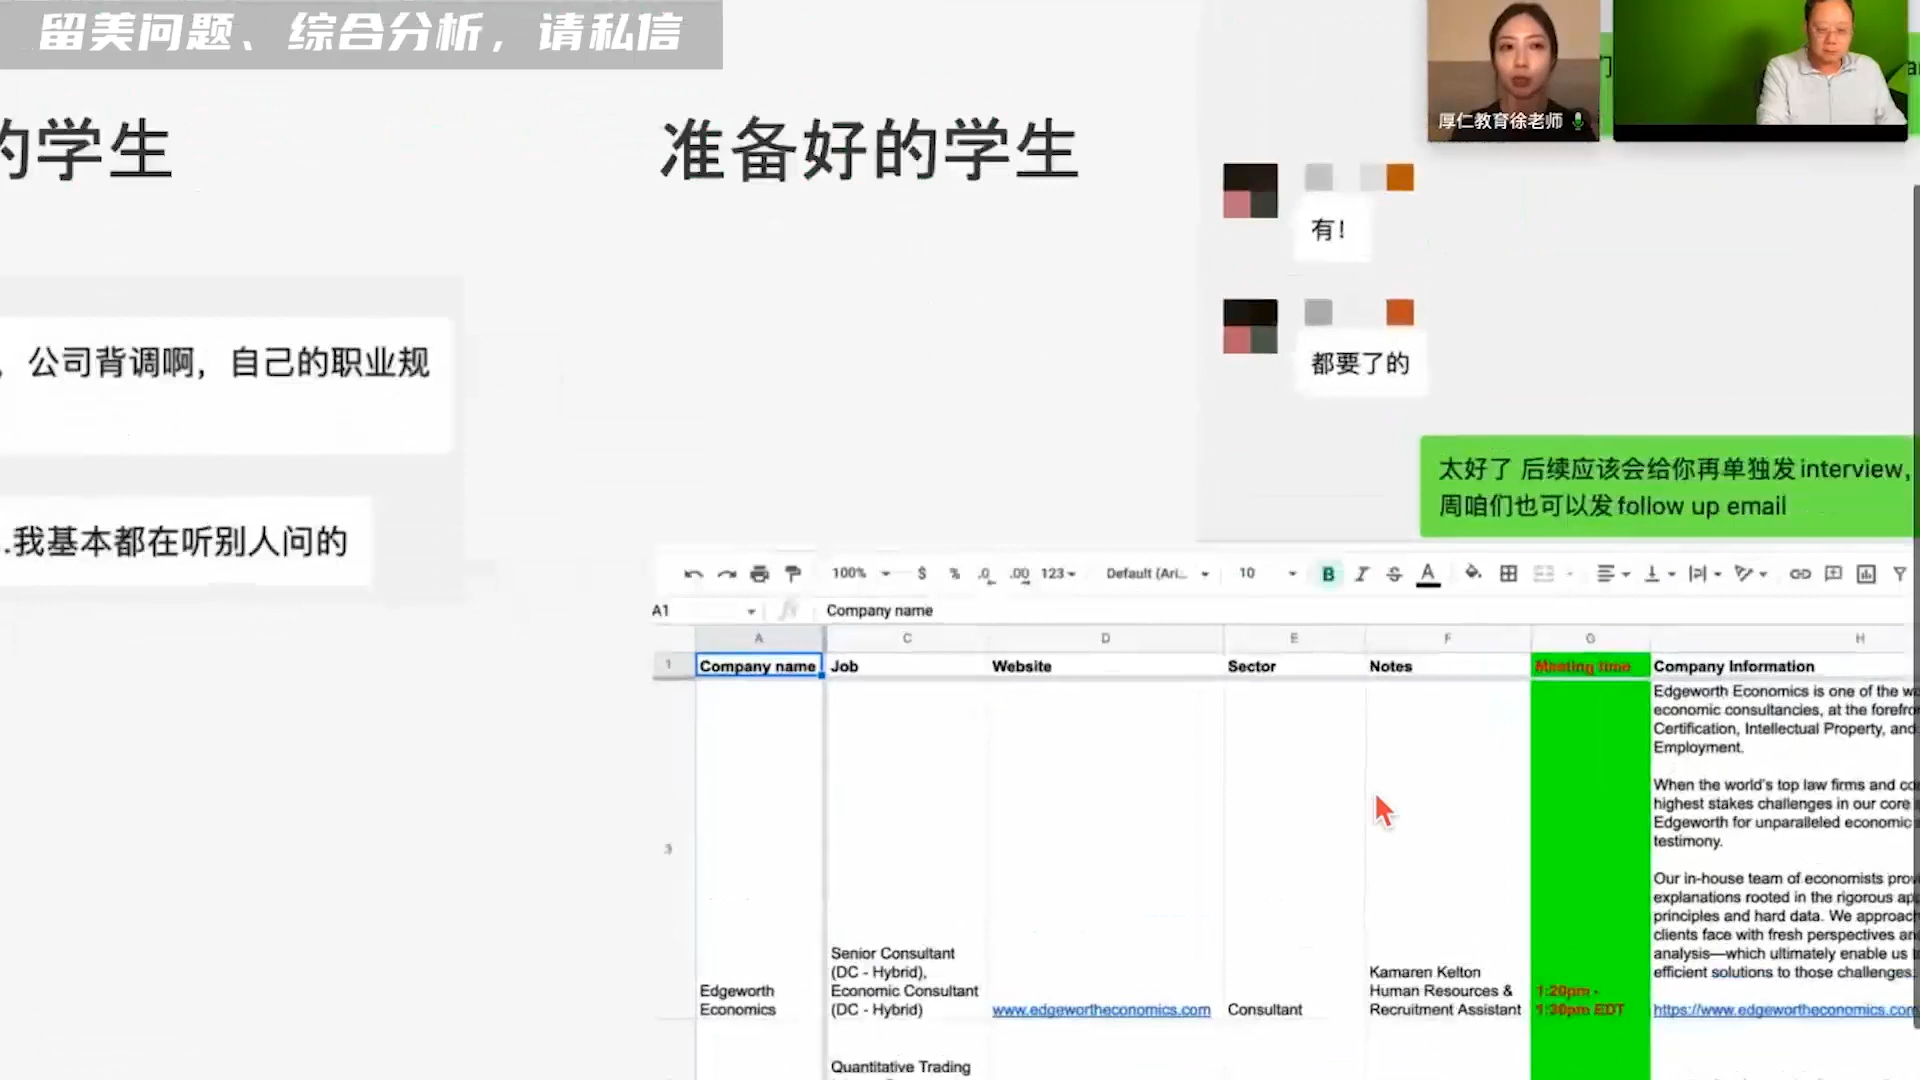 留美问题、综合分析，请私信
的学生
准备好的学生
厚仁教育徐老师
有！
都要了的
，公司背调啊，自己的职业规
.我基本都在听别人问的
太好了 后续应该会给你再单独发interview,
周咱们也可以发follow up email
100% $ % .0 .00 123 Default (Ari... 10 B I S A
A1 fx Company name
A C D E F G H
1 Company name Job Website Sector Notes Meeting time Company Information
Edgeworth Economics is one of the
economic consultancies, at the
Certification, Intellectual Property, and
Employment.
When the world's top law firms and
highest stakes challenges in our core
Edgeworth for unparalleled economic
testimony.
3
Our in-house team of economists
explanations rooted in the rigorous
principles and hard data. We approach
clients face with fresh perspectives
analysis—which ultimately enable us
efficient solutions to those challenges.
Edgeworth
Economics
Senior Consultant
(DC - Hybrid),
Economic Consultant
(DC - Hybrid)
www.edgewortheconomics.com
Consultant
Kamaren Kelton
Human Resources &
Recruitment Assistant
1:20pm -
1:30pm EDT
https://www.edgewortheconomics.com
Quantitative Trading